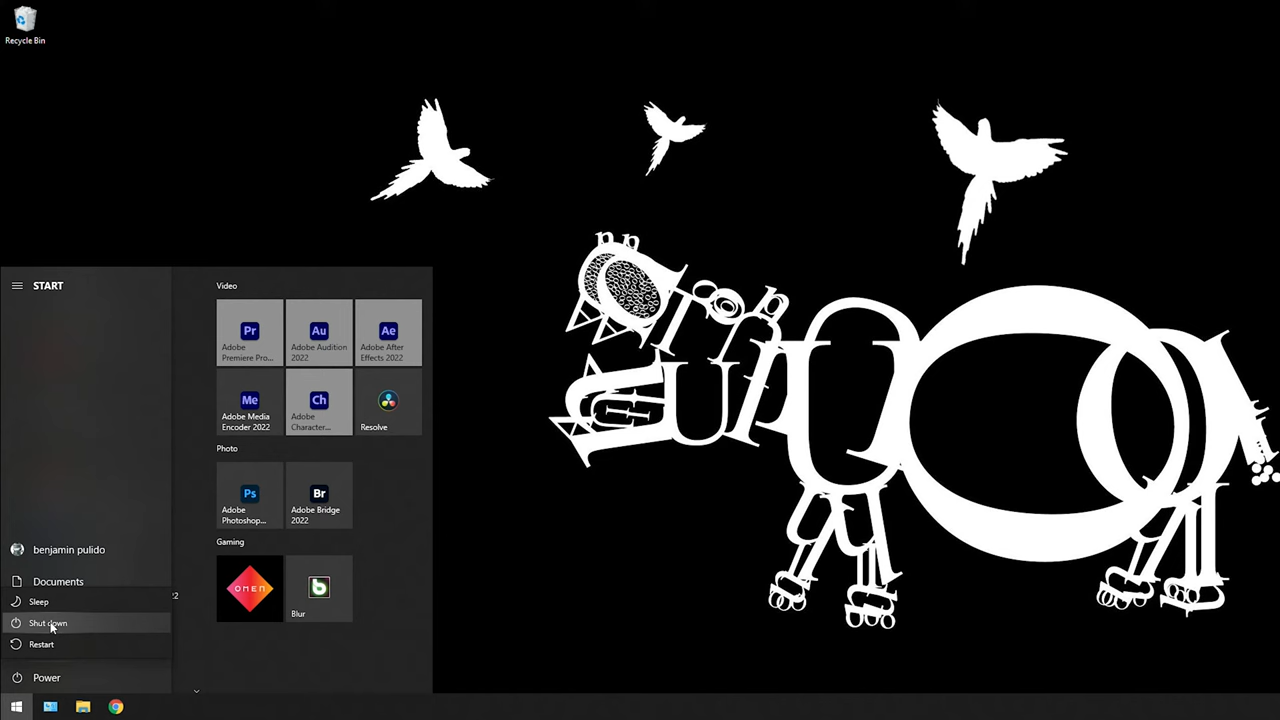 Recycle Bin
START
Video
Pr
Adobe
Premiere Pro...
Au
Adobe Audition
2022
Ae
Adobe After
Effects 2022
Me
Adobe Media
Encoder 2022
Ch
Adobe
Character...
Resolve
Photo
Ps
Adobe
Photoshop...
Br
Adobe Bridge
2022
Gaming
OMEN
Blur
benjamin pulido
Documents
Sleep
22
Shut down
Restart
Power